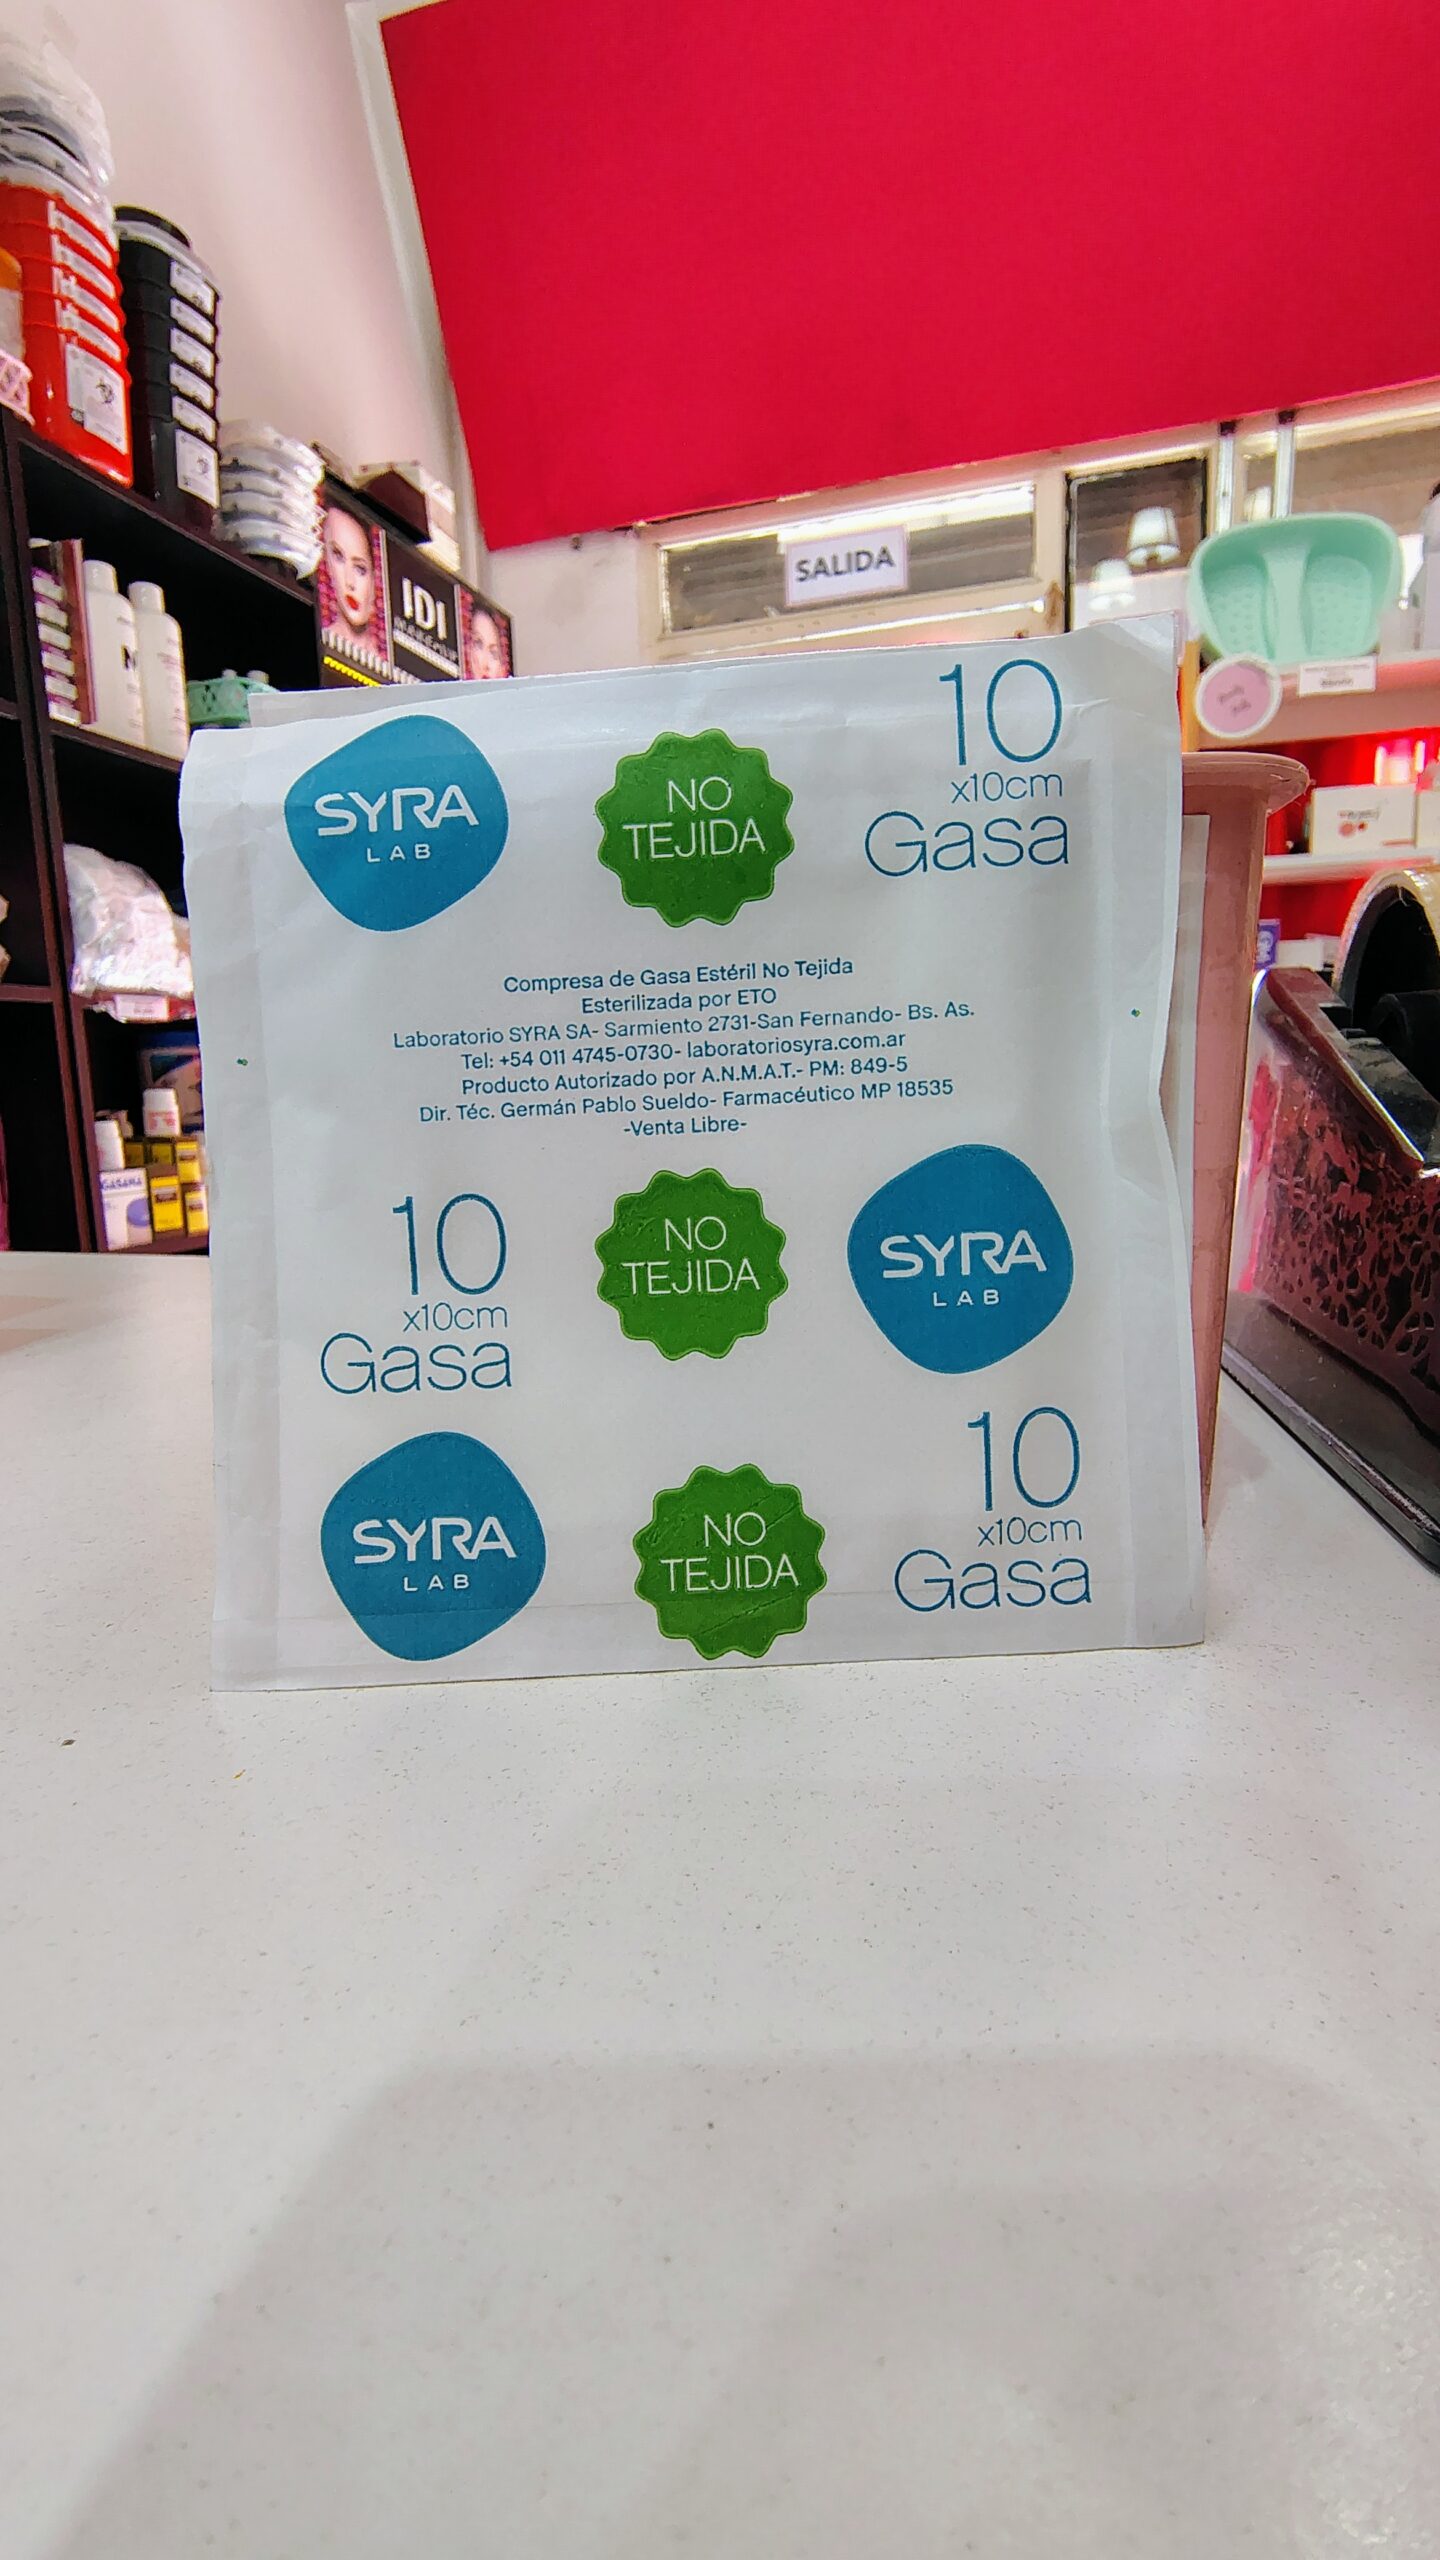 SALIDA
IDI
SYRA
LAB
NO
TEJIDA
10
x10cm
Gasa
Compresa de Gasa Estéril No Tejida
Esterilizada por ETO
Laboratorio SYRA SA- Sarmiento 2731-San Fernando- Bs. As.
Tel: +54 011 4745-0730- laboratoriosyra.com.ar
Producto Autorizado por A.N.M.A.T.- PM: 849-5
Dir. Téc. Germán Pablo Sueldo- Farmacéutico MP 18535
-Venta Libre-
10
x10cm
Gasa
NO
TEJIDA
SYRA
LAB
SYRA
LAB
NO
TEJIDA
10
x10cm
Gasa